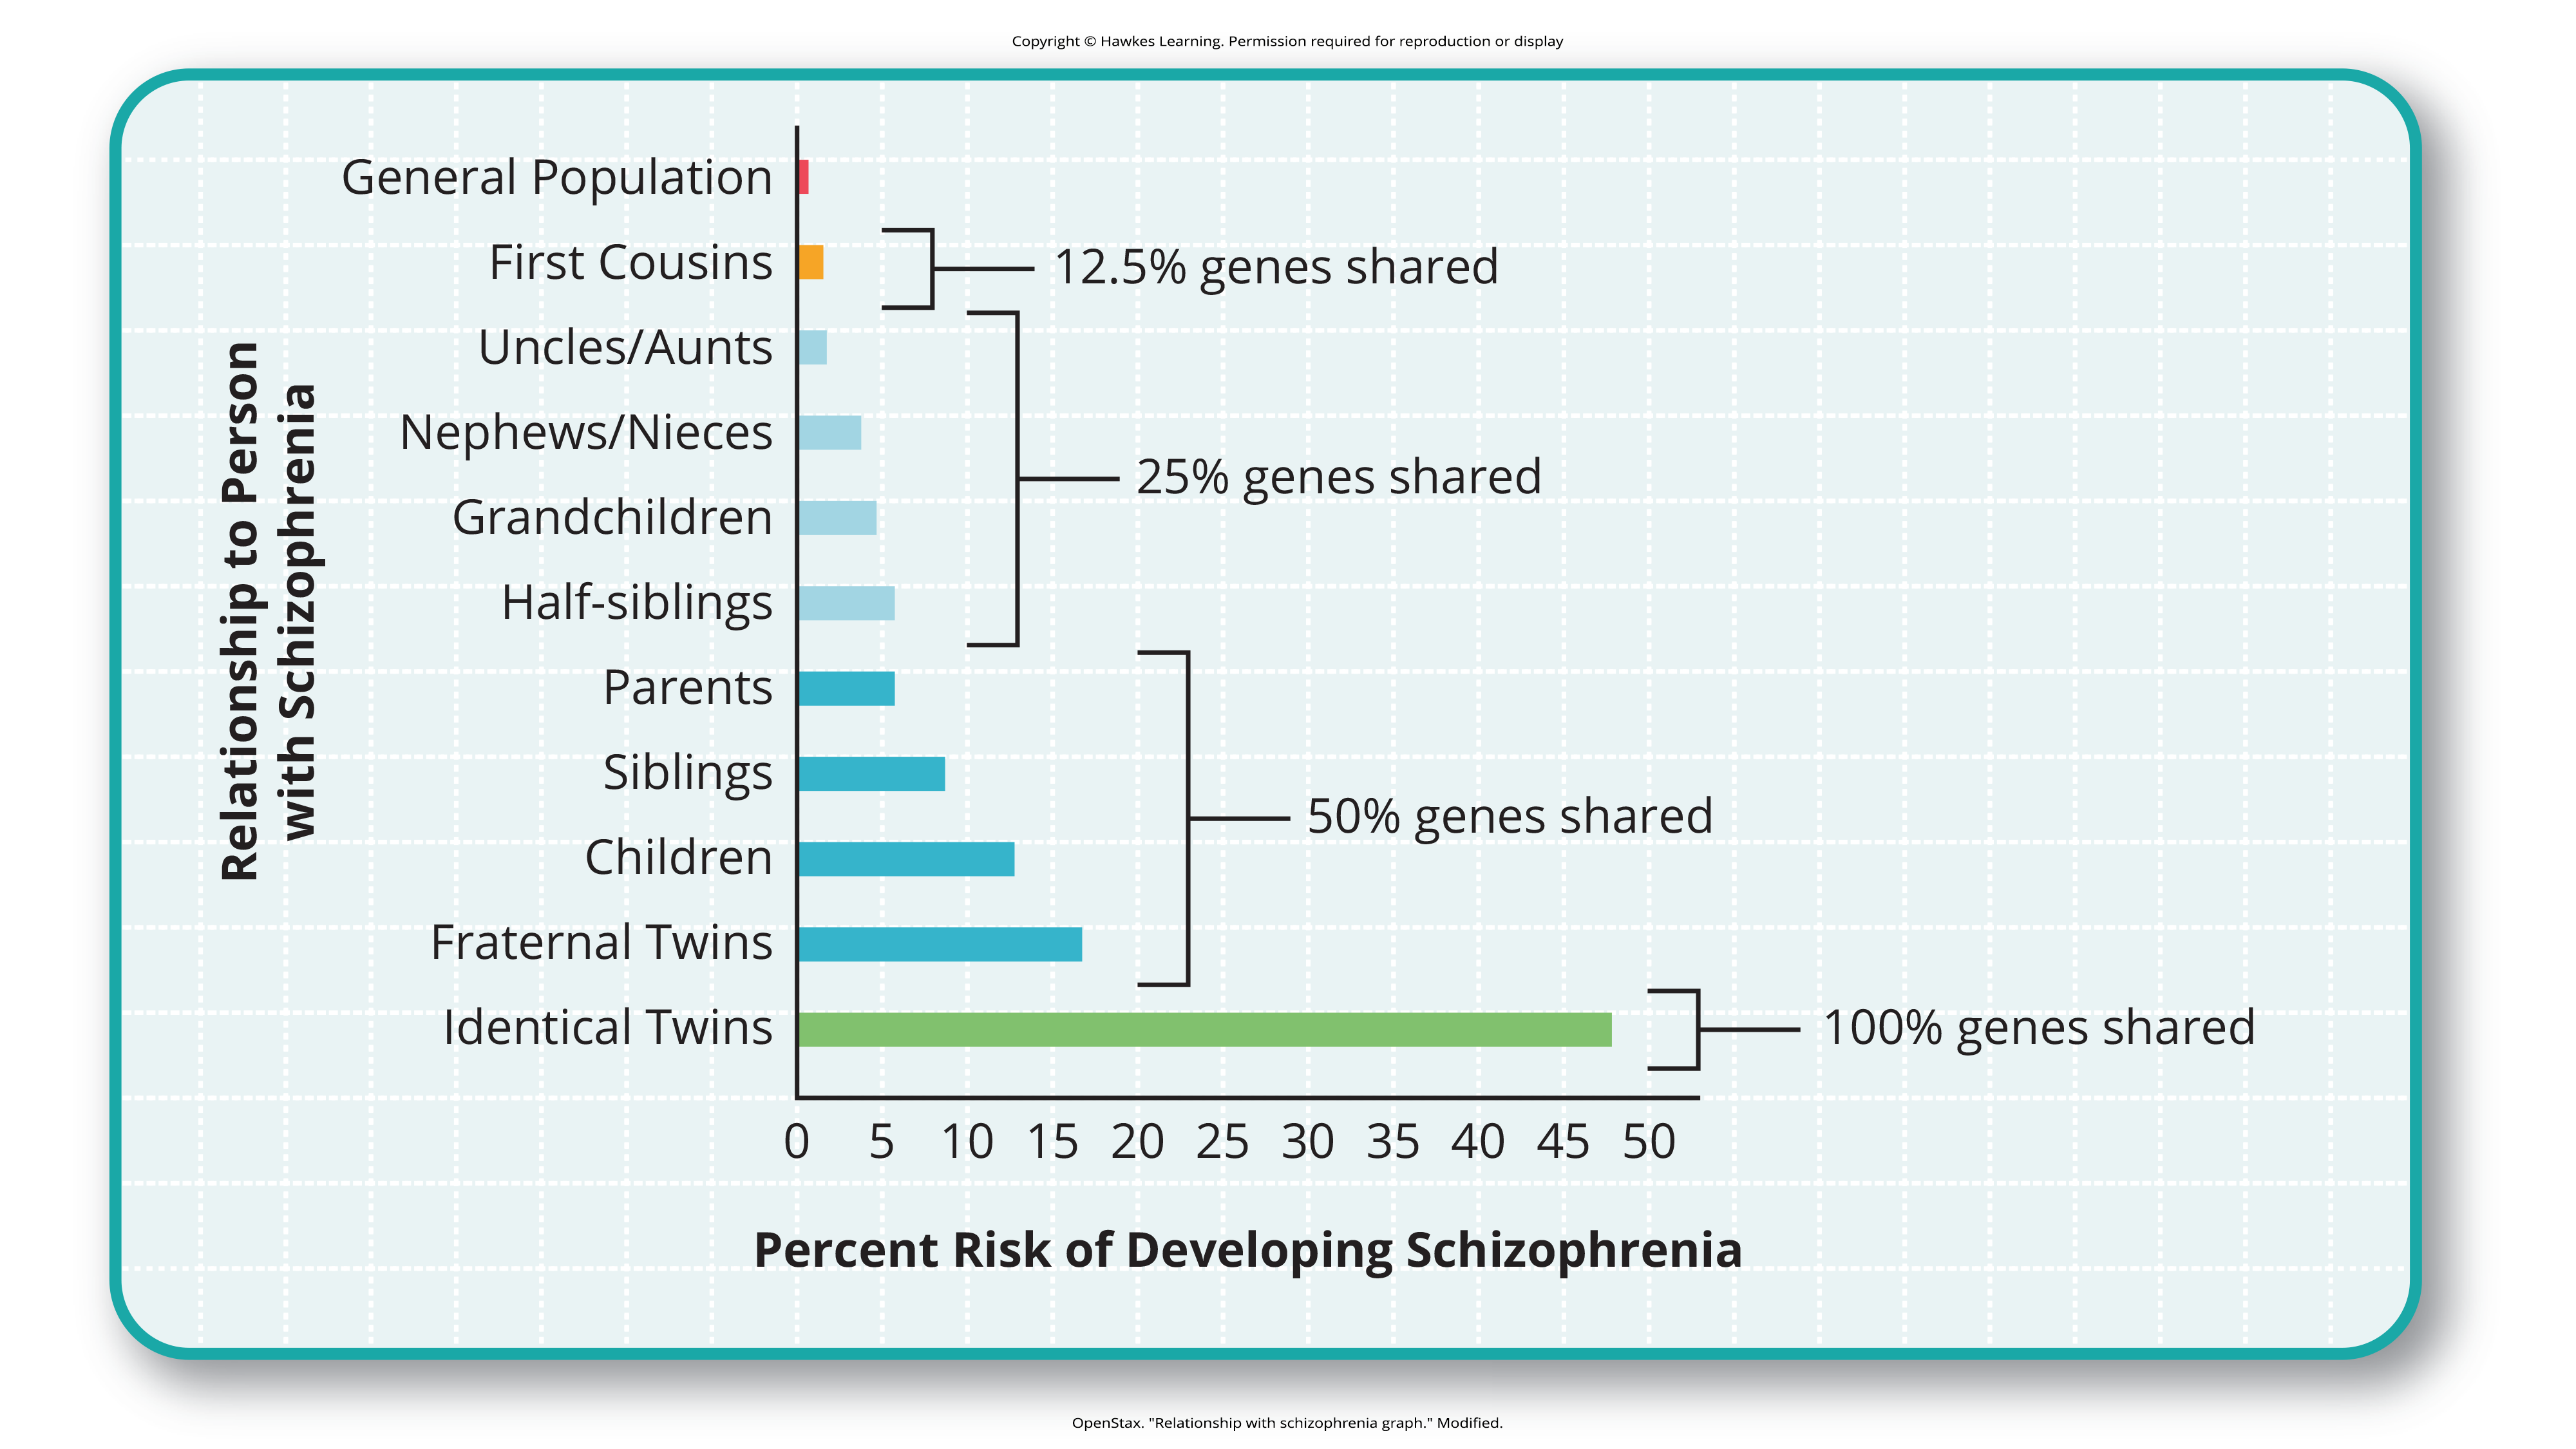 Copyright © Hawkes Learning. Permission required for reproduction or display
General Population
First Cousins
12.5% genes shared
Uncles/Aunts
Nephews/Nieces
25% genes shared
Grandchildren
Half-siblings
Relationship to Person
with Schizophrenia
Parents
Siblings
50% genes shared
Children
Fraternal Twins
Identical Twins
100% genes shared
0 5 10 15 20 25 30 35 40 45 50
Percent Risk of Developing Schizophrenia
OpenStax. "Relationship with schizophrenia graph." Modified.